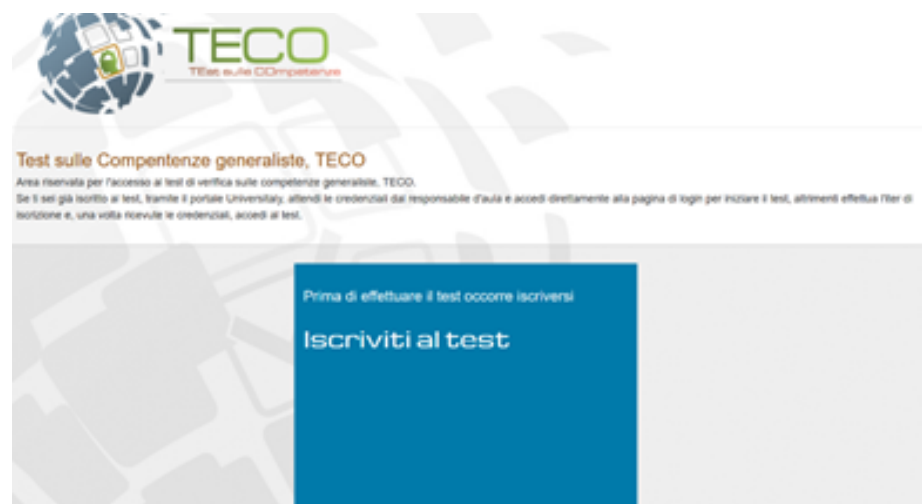 TECO
TEst sulle COmpetenze
Test sulle Compentenze generaliste, TECO
Area riservata per l'accesso ai test di verifica sulle competenze generaliste, TECO.
Se ti sei già iscritto ai test, tramite il portale Universitaly, attendi le credenziali dal responsabile d'aula e accedi direttamente alla pagina di login per iniziare il test, altrimenti effettua l'iter di
iscrizione e, una volta ricevute le credenziali, accedi al test.
Prima di effettuare il test occorre iscriversi
Iscriviti al test